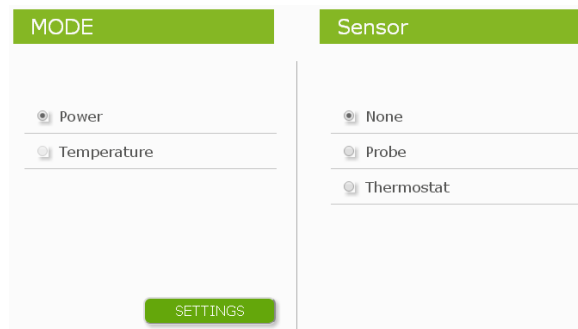 MODE
Power
Temperature
SETTINGS
Sensor
None
Probe
Thermostat